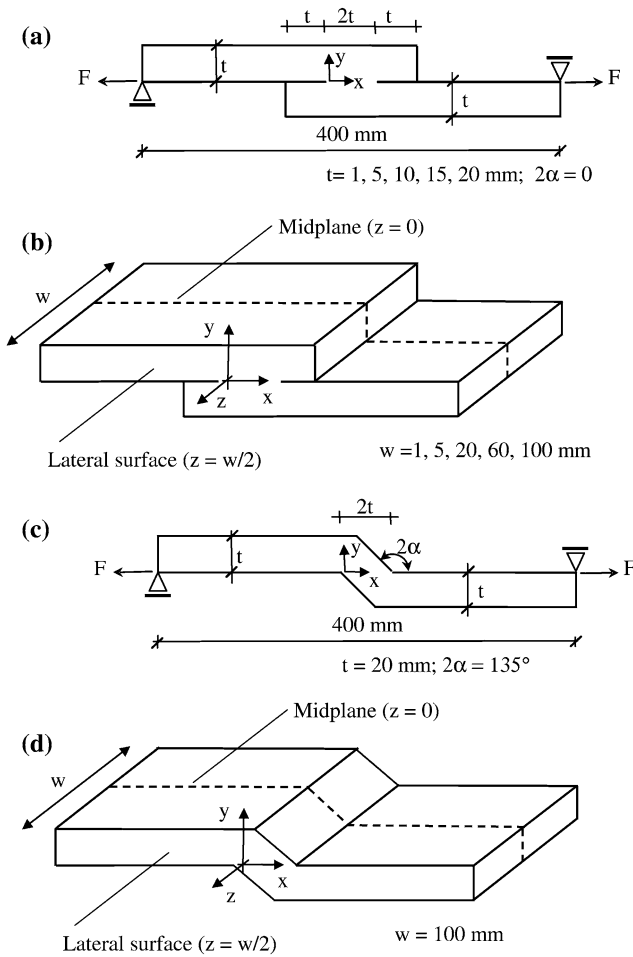 (a)
t 2t t
F t y x t F
400 mm
t= 1, 5, 10, 15, 20 mm; 2α = 0
(b)
Midplane (z = 0)
w
y
z x
Lateral surface (z = w/2)
w =1, 5, 20, 60, 100 mm
(c)
2t
F t y x 2α t F
400 mm
t = 20 mm; 2α = 135°
(d)
Midplane (z = 0)
w
y
z x
Lateral surface (z = w/2)
w = 100 mm